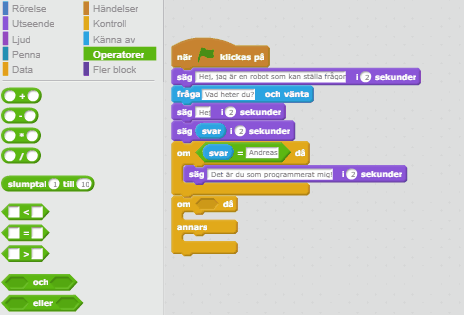 Rörelse
Utseende
Ljud
Penna
Data
Händelser
Kontroll
Känna av
Operatorer
Fler block
+
-
*
/
slumptal 1 till 10
<
=
>
och
eller
när klickas på
säg Hej, jag är en robot som kan ställa frågor i 2 sekunder
fråga Vad heter du? och vänta
säg Hej i 2 sekunder
säg svar i 2 sekunder
om svar = Andreas då
säg Det är du som programmerat mig! i 2 sekunder
om då
annars